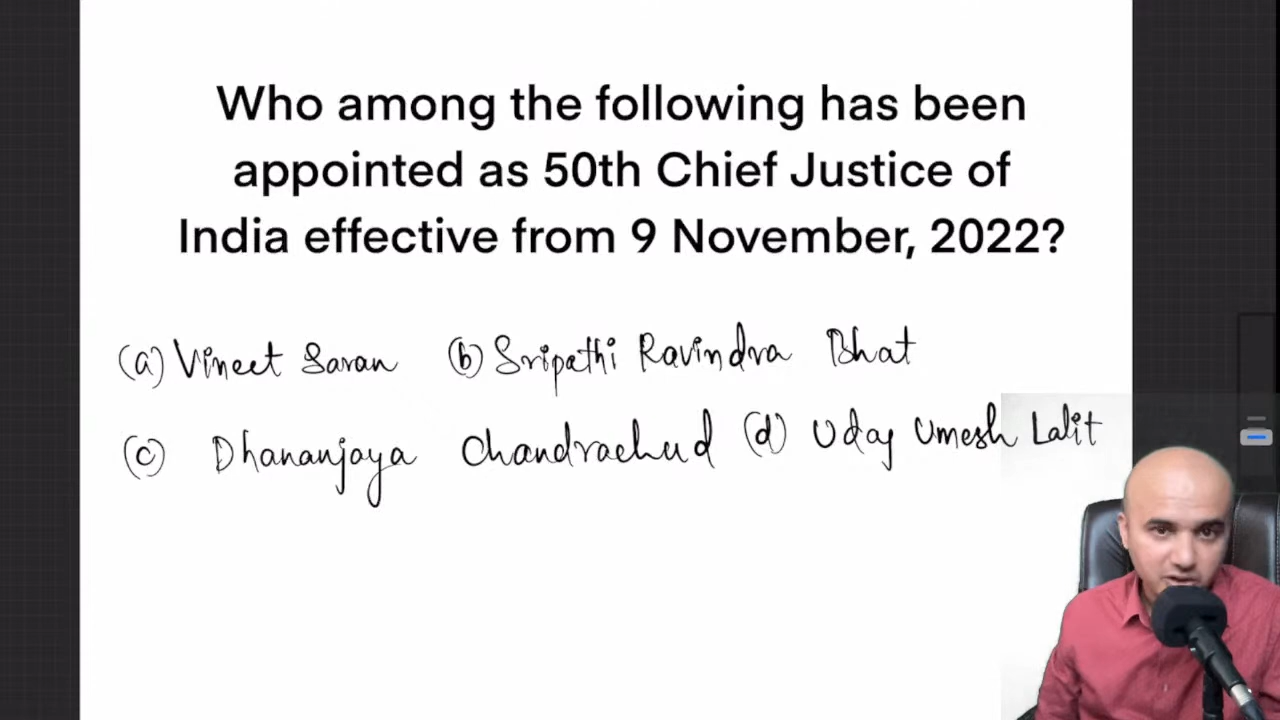 Who among the following has been
appointed as 50th Chief Justice of
India effective from 9 November, 2022?
(a) Vineet Saran (b) Sripathi Ravindra Bhat
(c) Dhananjaya Chandrachud (d) Uday Umesh Lalit